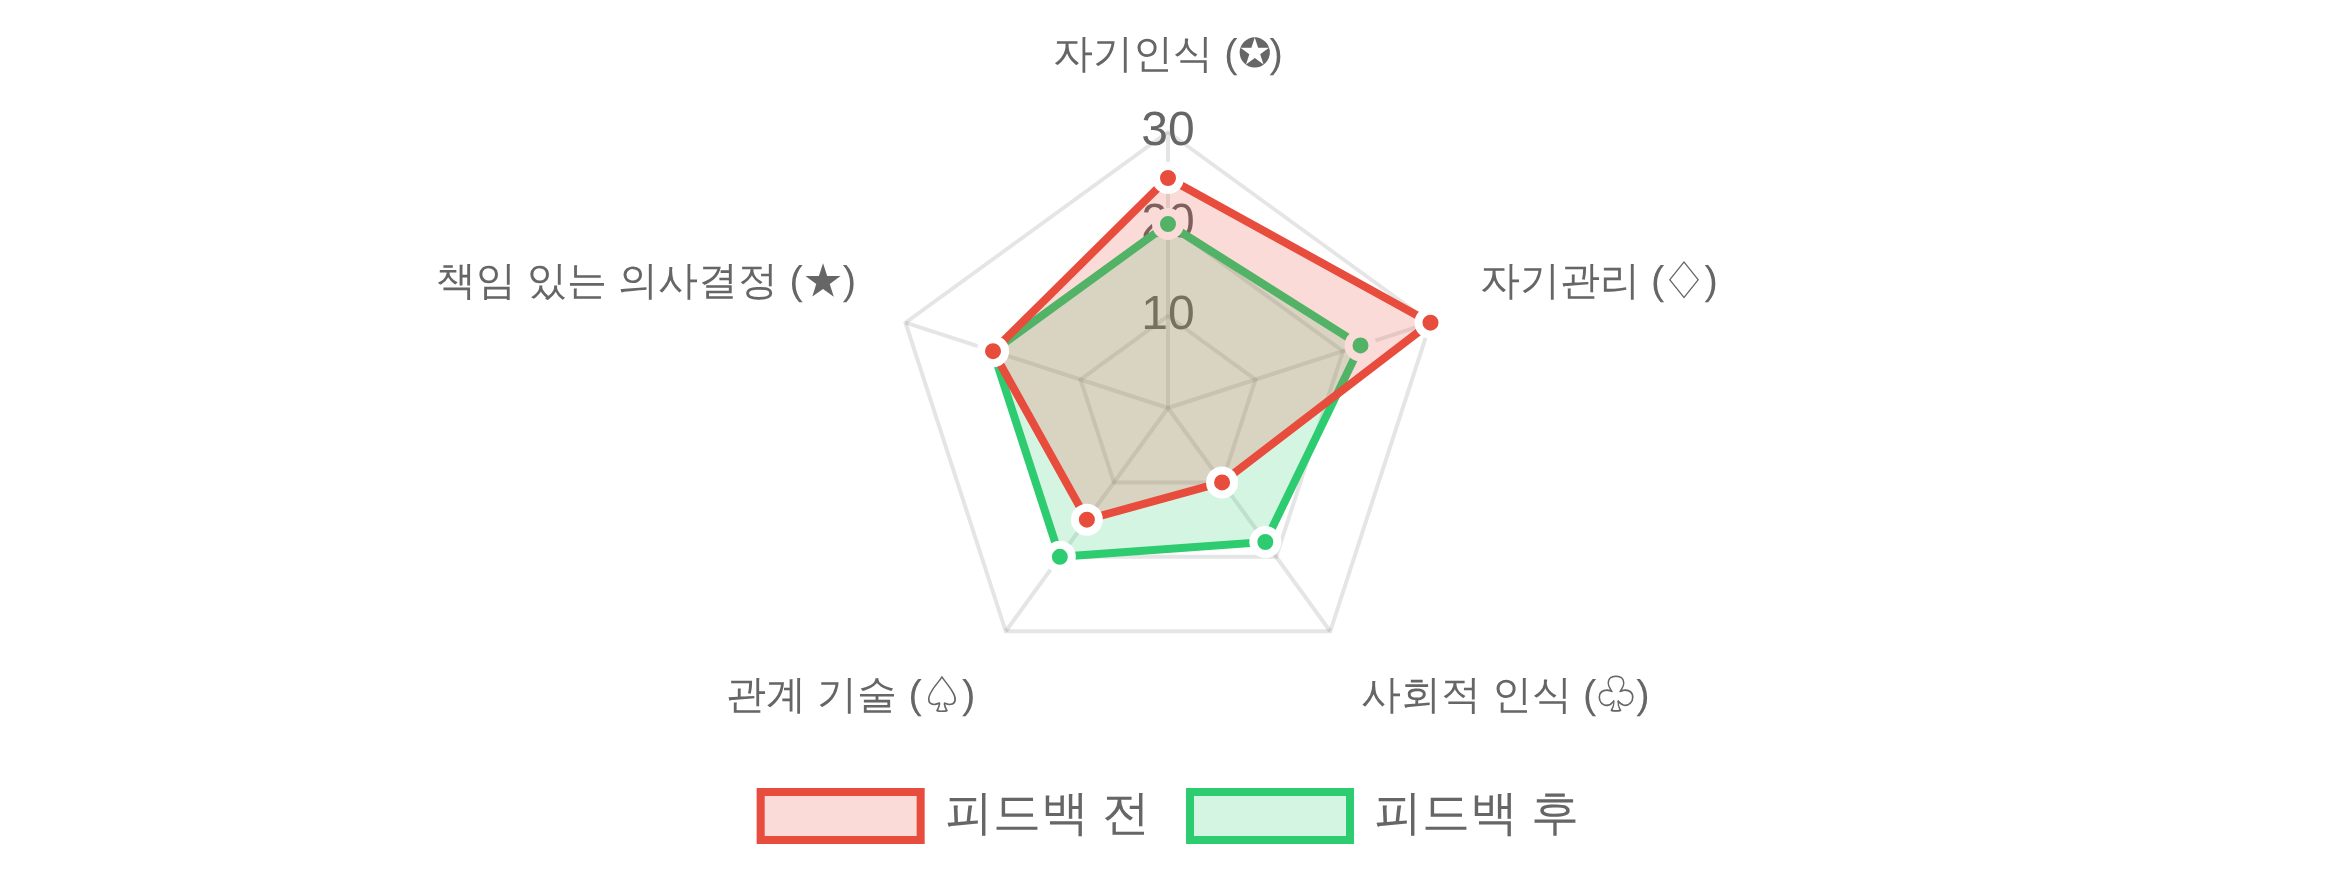 자기인식 (✪)
30
20
10
책임 있는 의사결정 (★)
자기관리 (♢)
관계 기술 (♤)
사회적 인식 (♧)
피드백 전
피드백 후